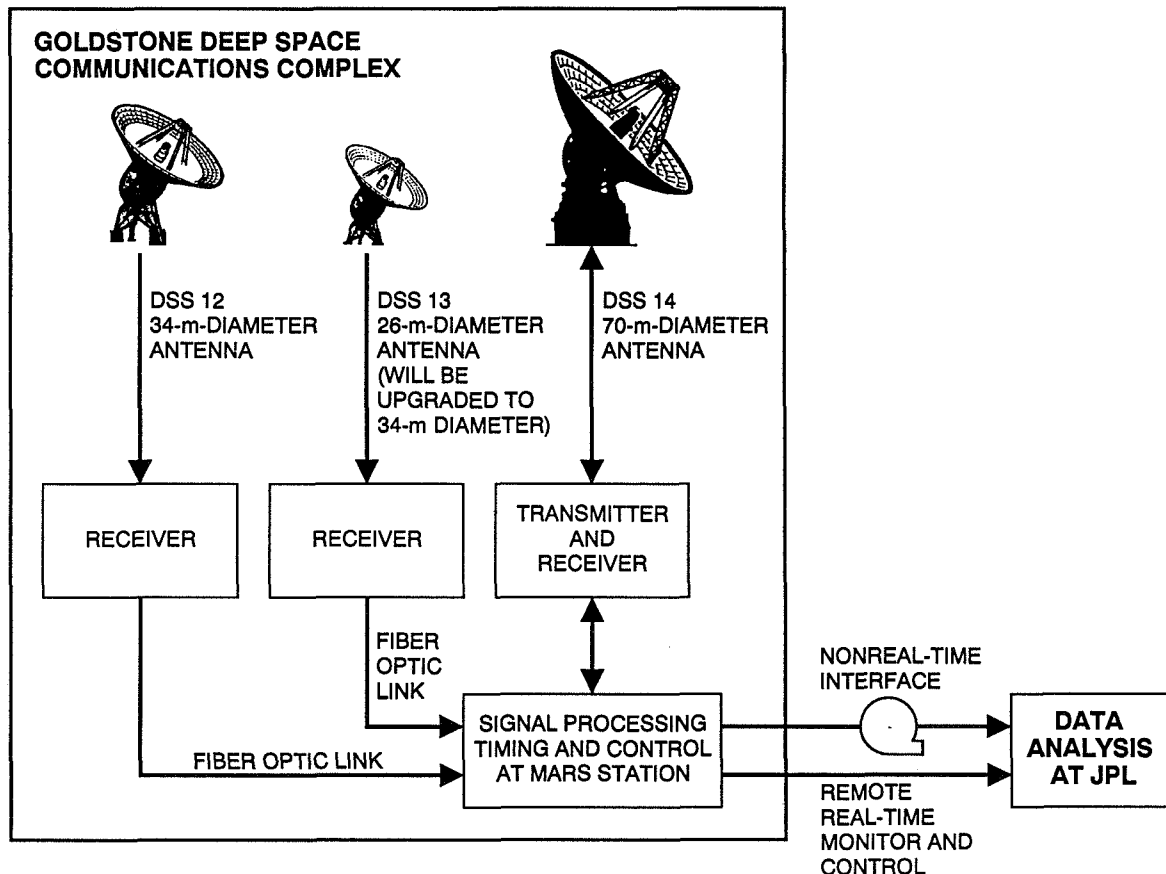 GOLDSTONE DEEP SPACE
COMMUNICATIONS COMPLEX
DSS 12
34-m-DIAMETER
ANTENNA
DSS 13
26-m-DIAMETER
ANTENNA
(WILL BE
UPGRADED TO
34-m DIAMETER)
DSS 14
70-m-DIAMETER
ANTENNA
RECEIVER
RECEIVER
TRANSMITTER
AND
RECEIVER
FIBER
OPTIC
LINK
FIBER OPTIC LINK
SIGNAL PROCESSING
TIMING AND CONTROL
AT MARS STATION
NONREAL-TIME
INTERFACE
REMOTE
REAL-TIME
MONITOR AND
CONTROL
DATA
ANALYSIS
AT JPL